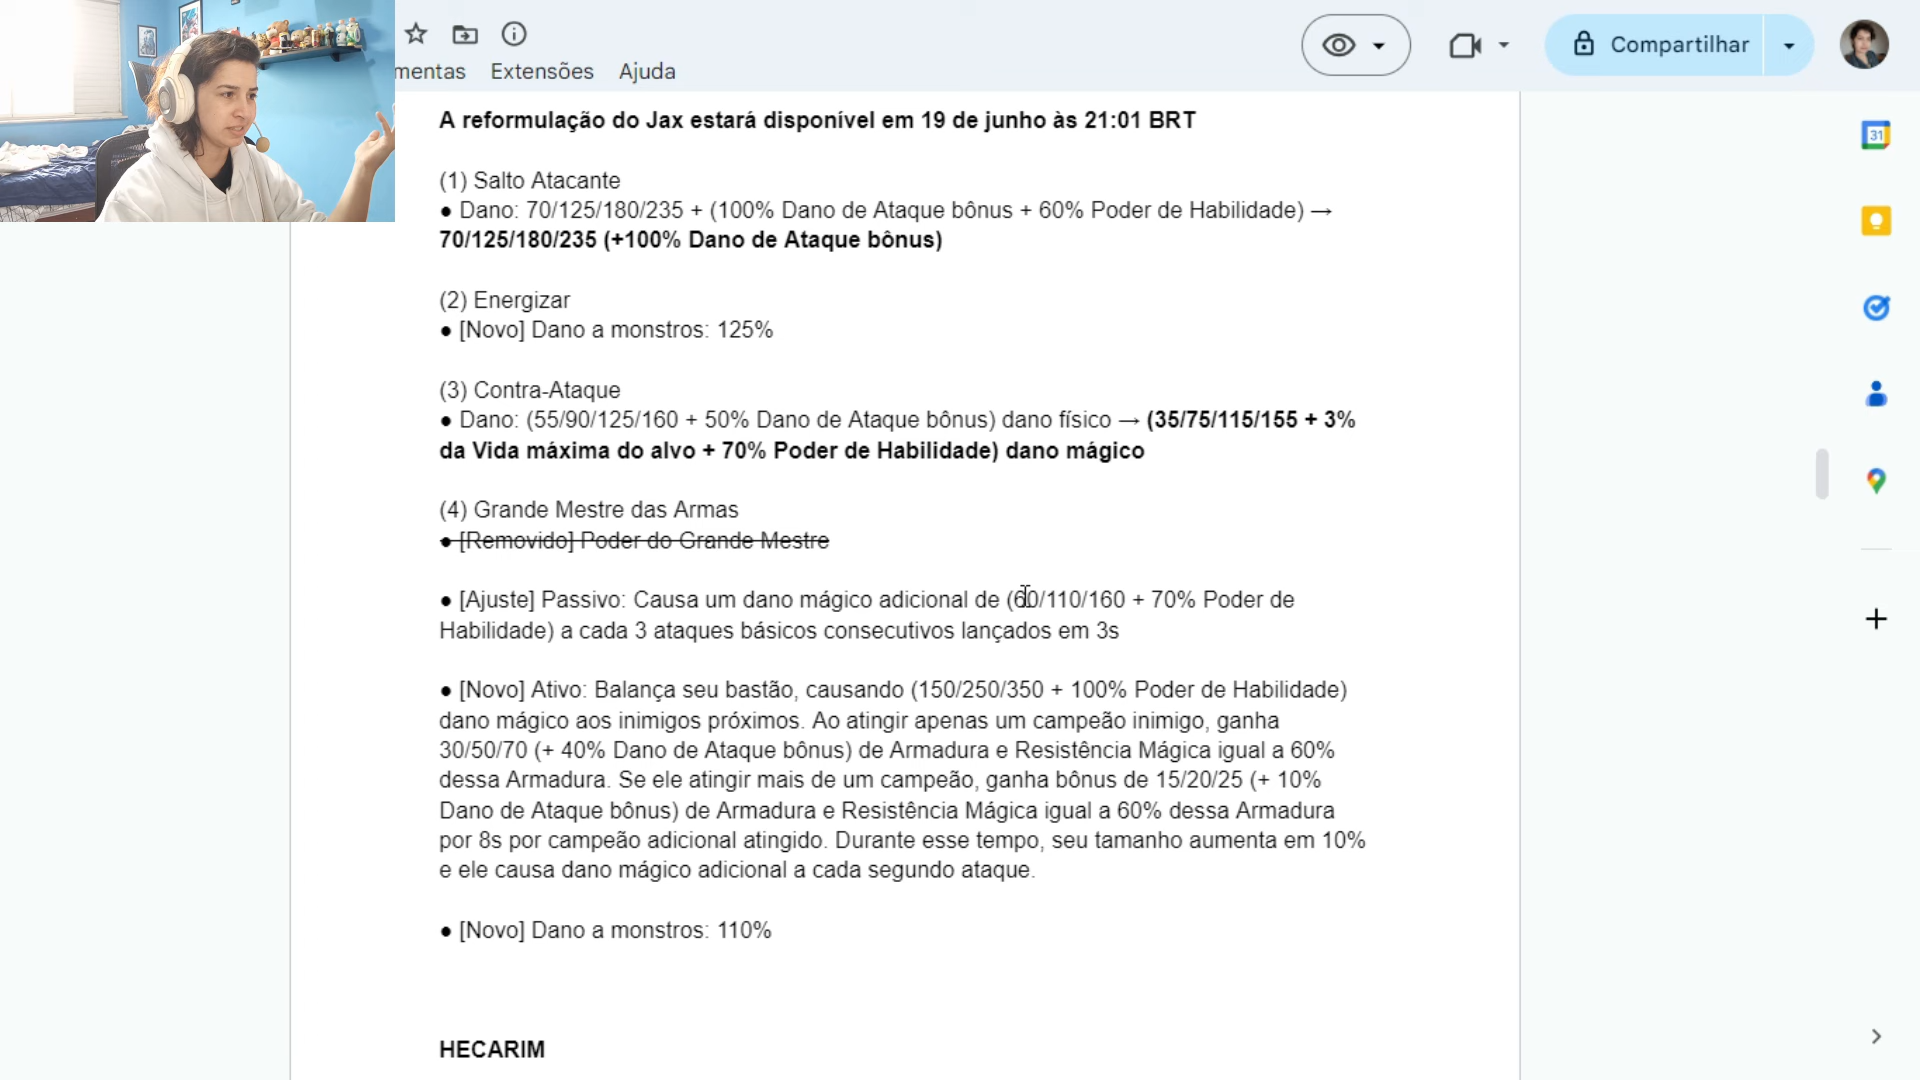 mentas Extensões Ajuda
Compartilhar
31
A reformulação do Jax estará disponível em 19 de junho às 21:01 BRT
(1) Salto Atacante
● Dano: 70/125/180/235 + (100% Dano de Ataque bônus + 60% Poder de Habilidade) →
70/125/180/235 (+100% Dano de Ataque bônus)
(2) Energizar
● [Novo] Dano a monstros: 125%
(3) Contra-Ataque
● Dano: (55/90/125/160 + 50% Dano de Ataque bônus) dano físico → (35/75/115/155 + 3%
da Vida máxima do alvo + 70% Poder de Habilidade) dano mágico
(4) Grande Mestre das Armas
● [Removido] Poder do Grande Mestre
● [Ajuste] Passivo: Causa um dano mágico adicional de (60/110/160 + 70% Poder de
Habilidade) a cada 3 ataques básicos consecutivos lançados em 3s
● [Novo] Ativo: Balança seu bastão, causando (150/250/350 + 100% Poder de Habilidade)
dano mágico aos inimigos próximos. Ao atingir apenas um campeão inimigo, ganha
30/50/70 (+ 40% Dano de Ataque bônus) de Armadura e Resistência Mágica igual a 60%
dessa Armadura. Se ele atingir mais de um campeão, ganha bônus de 15/20/25 (+ 10%
Dano de Ataque bônus) de Armadura e Resistência Mágica igual a 60% dessa Armadura
por 8s por campeão adicional atingido. Durante esse tempo, seu tamanho aumenta em 10%
e ele causa dano mágico adicional a cada segundo ataque.
● [Novo] Dano a monstros: 110%
HECARIM